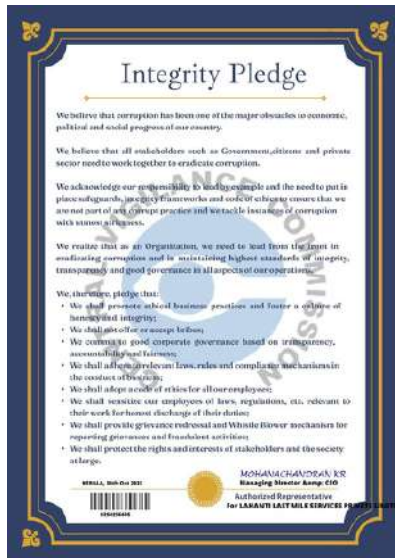 Integrity Pledge
We believe that corruption has been one of the major obstacles to economic,
political and social progress of our country.
We believe that all stakeholders such as Government,citizens and private
sector need to work together to eradicate corruption.
We acknowledge our responsibility to lead by example and the need to put in
place safeguards, integrity frameworks and code of ethics to ensure that we
are not part of any corrupt practice and we tackle instances of corruption
with utmost strictness.
We realize that as an Organisation, we need to lead from the front in
eradicating corruption and in maintaining highest standards of integrity,
transparency and good governance in all aspects of our operations.
We, therefore, pledge that:
• We shall promote ethical business practices and foster a culture of
honesty and integrity;
• We shall not offer or accept bribes;
• We commit to good corporate governance based on transparency,
accountability and fairness;
• We shall adhere to relevant laws, rules and compliance mechanisms in
the conduct of business;
• We shall adopt a code of ethics for all our employees;
• We shall sensitise our employees of laws, regulations, etc. relevant to
their work for honest discharge of their duties;
• We shall provide grievance redressal and Whistle Blower mechanism for
reporting grievances and fraudulent activities;
• We shall protect the rights and interests of stakeholders and the society
at large.
CENTRAL VIGILANCE COMMISSION
MOHANACHANDRAN KR
Managing Director &amp; CIO
KERALA, Oct
Authorized Representative
For LAHANTI LAST MILE SERVICES PRIVATE LIMITED